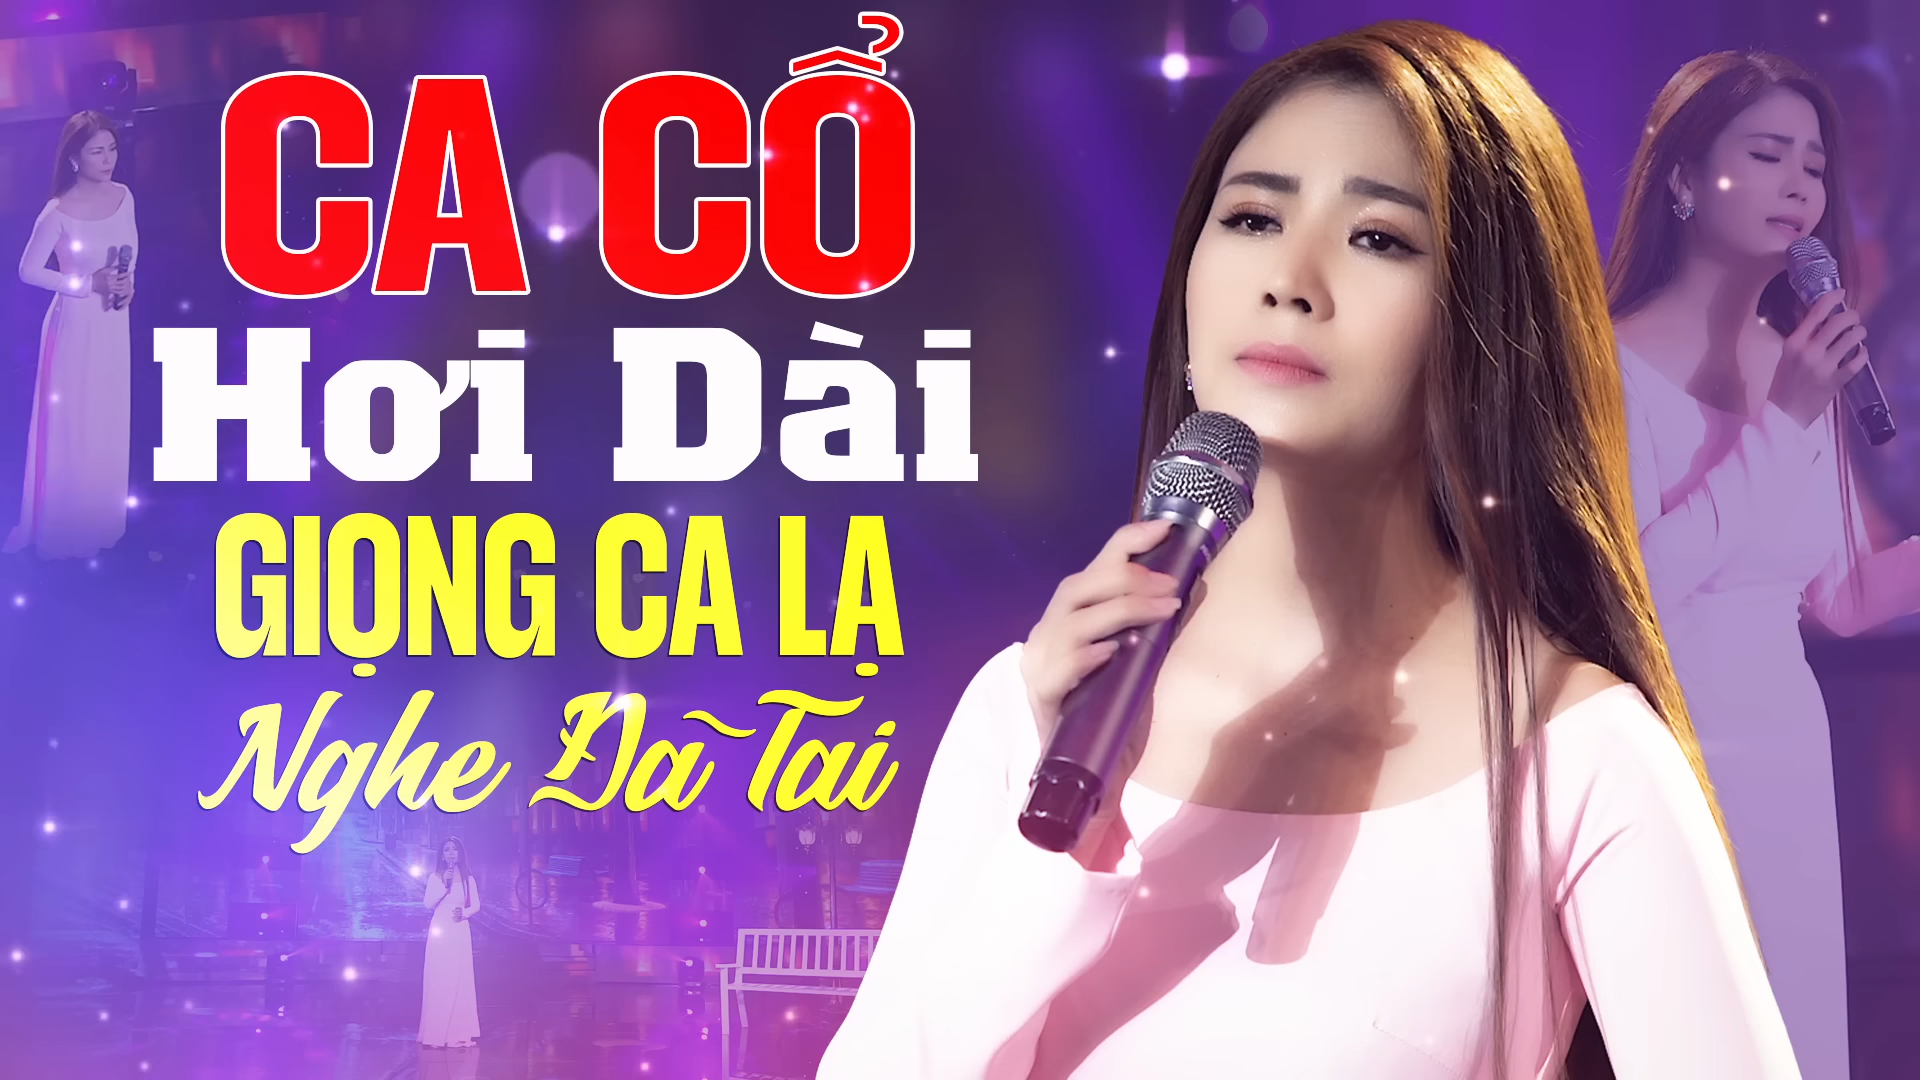 CA CỔ
Hơi Dài
GIỌNG CA LẠ
Nghe Đã Tai